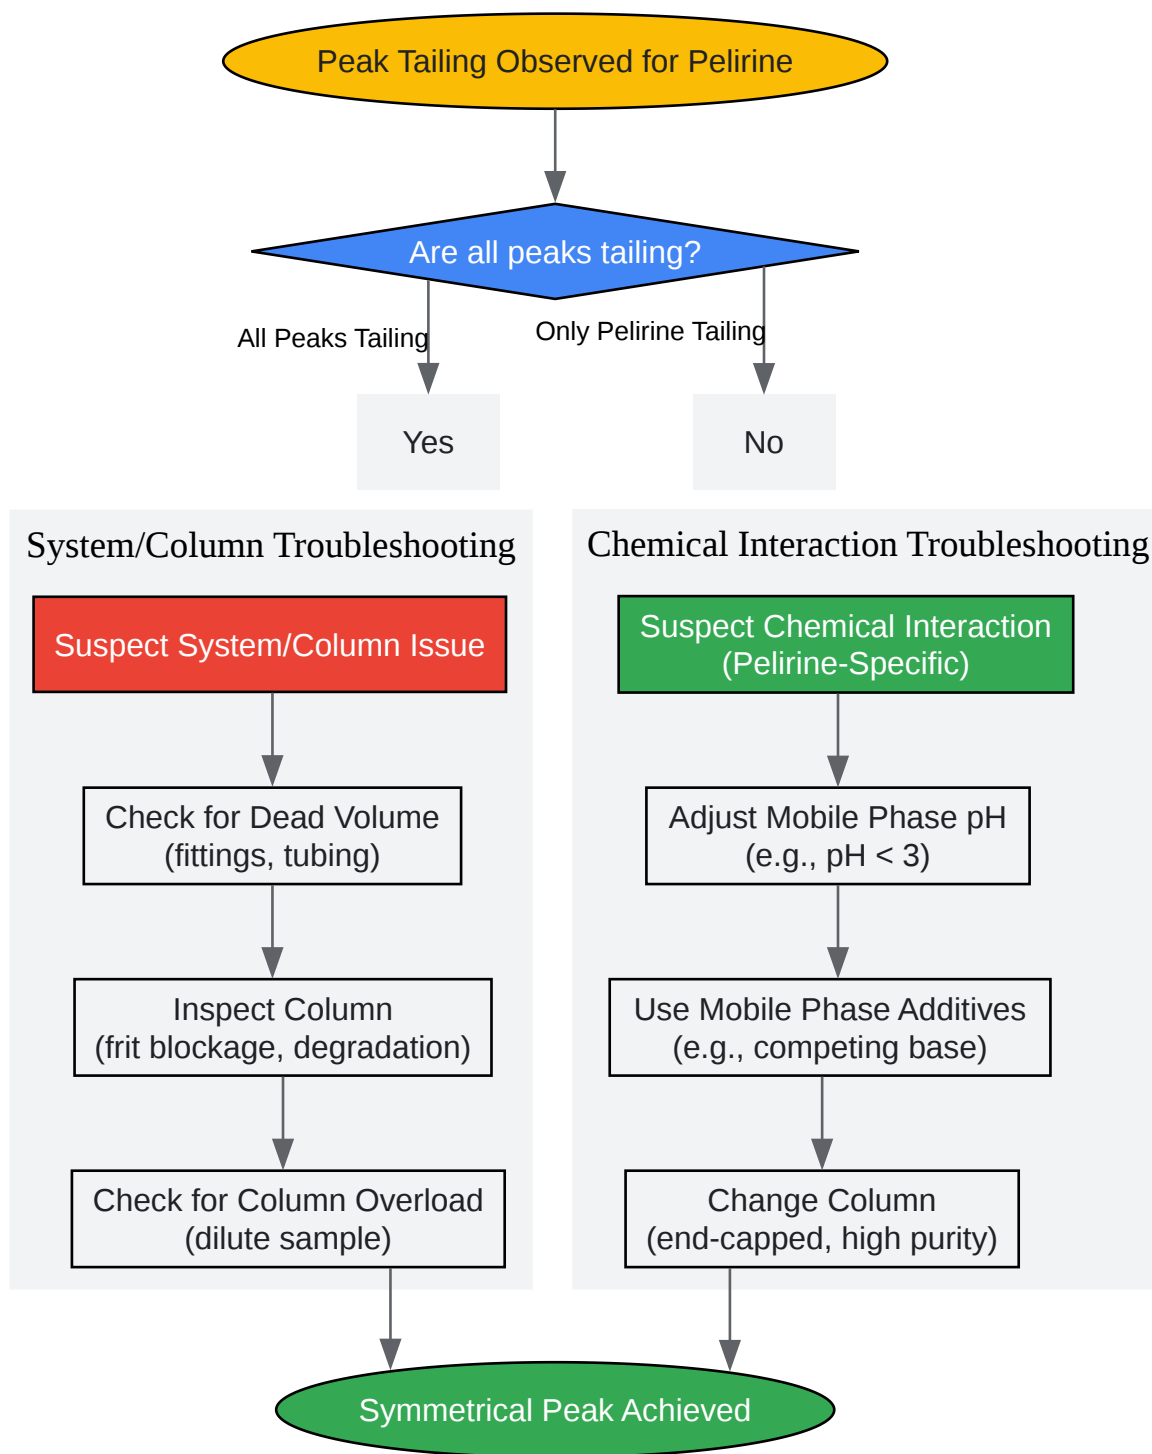 Peak Tailing Observed for Pelirine
Are all peaks tailing?
All Peaks Tailing
Only Pelirine Tailing
Yes
No
System/Column Troubleshooting
Suspect System/Column Issue
Check for Dead Volume
(fittings, tubing)
Inspect Column
(frit blockage, degradation)
Check for Column Overload
(dilute sample)
Chemical Interaction Troubleshooting
Suspect Chemical Interaction
(Pelirine-Specific)
Adjust Mobile Phase pH
(e.g., pH < 3)
Use Mobile Phase Additives
(e.g., competing base)
Change Column
(end-capped, high purity)
Symmetrical Peak Achieved